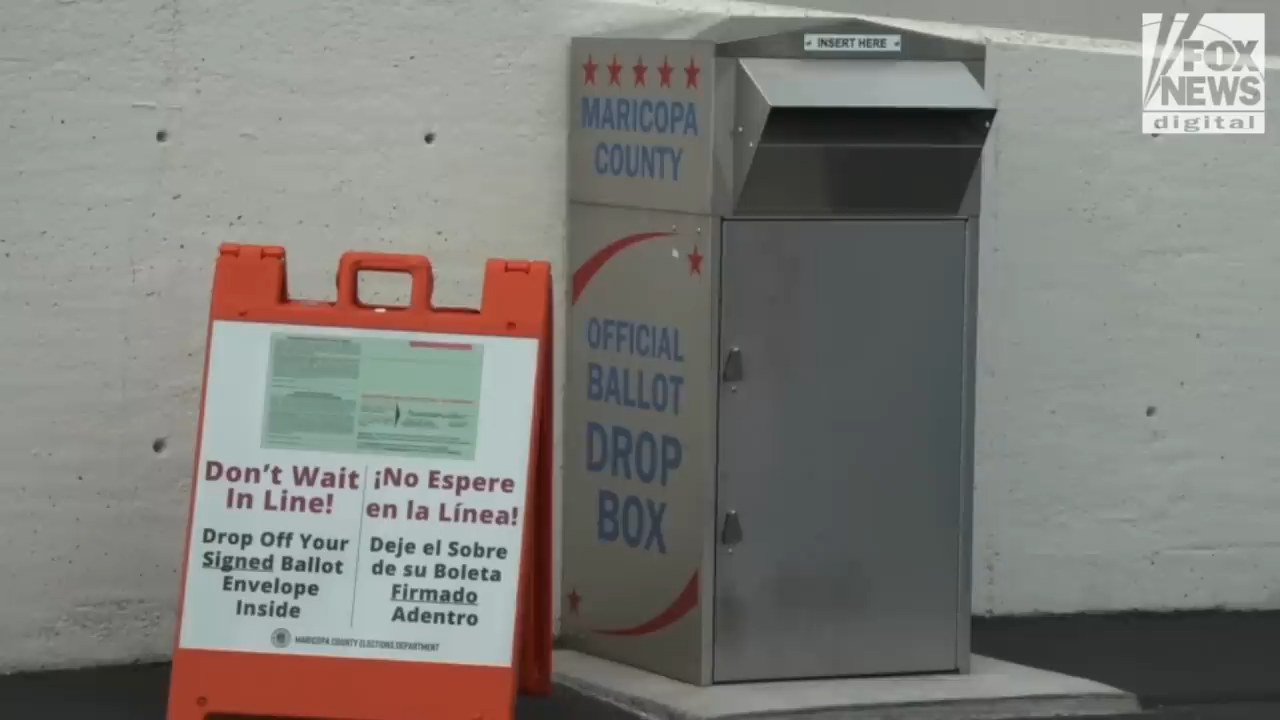 INSERT HERE
FOX
NEWS
digital
MARICOPA
COUNTY
OFFICIAL
BALLOT
DROP
BOX
Don't Wait
In Line!
Drop Off Your
Signed Ballot
Envelope
Inside
¡No Espere
en la Línea!
Deje el Sobre
de su Boleta
Firmado
Adentro
MARICOPA COUNTY ELECTIONS DEPARTMENT